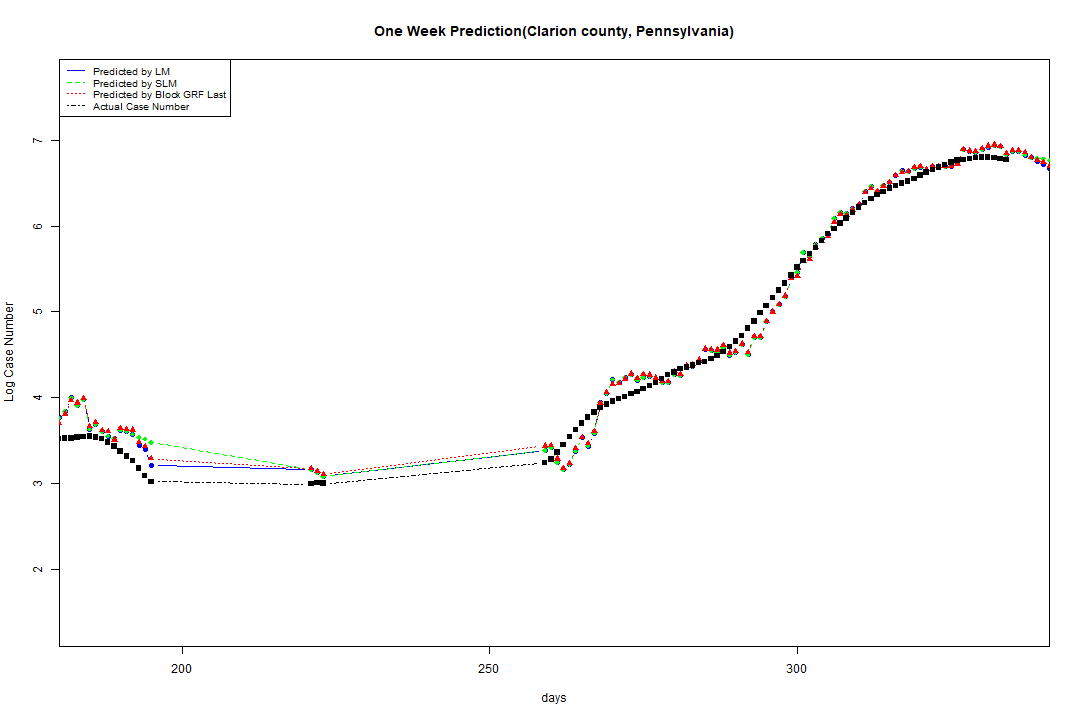 One Week Prediction(Clarion county, Pennsylvania)
Predicted by LM
Predicted by SLM
Predicted by Block GRF Last
Actual Case Number
Log Case Number
7
6
5
4
3
2
200 250 300
days